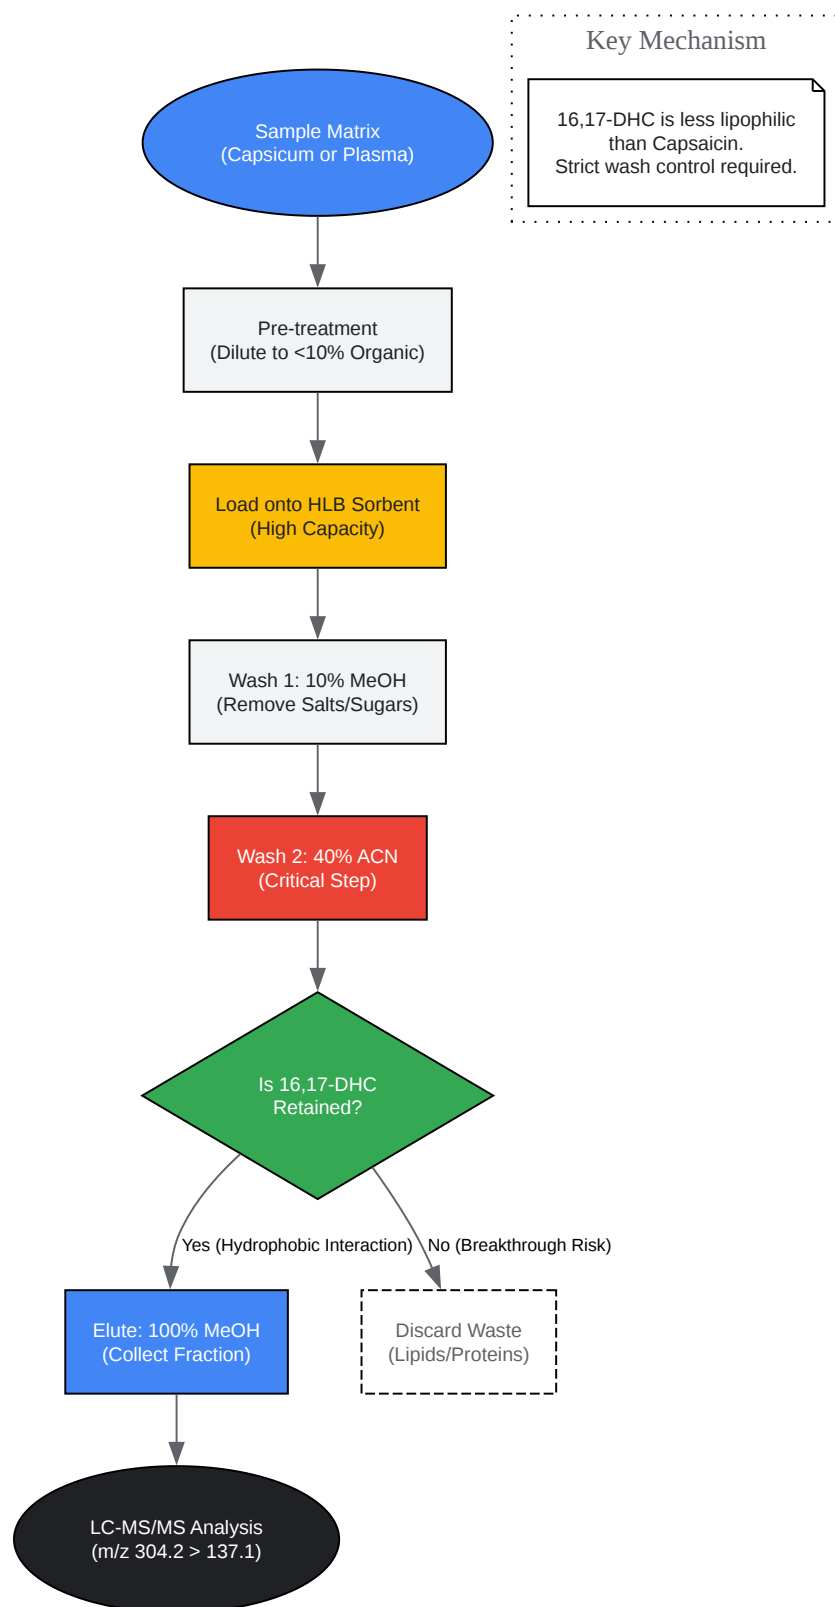 Key Mechanism
16,17-DHC is less lipophilic
than Capsaicin.
Strict wash control required.
Sample Matrix
(Capsicum or Plasma)
Pre-treatment
(Dilute to <10% Organic)
Load onto HLB Sorbent
(High Capacity)
Wash 1: 10% MeOH
(Remove Salts/Sugars)
Wash 2: 40% ACN
(Critical Step)
Is 16,17-DHC
Retained?
Yes (Hydrophobic Interaction)
No (Breakthrough Risk)
Elute: 100% MeOH
(Collect Fraction)
Discard Waste
(Lipids/Proteins)
LC-MS/MS Analysis
(m/z 304.2 > 137.1)